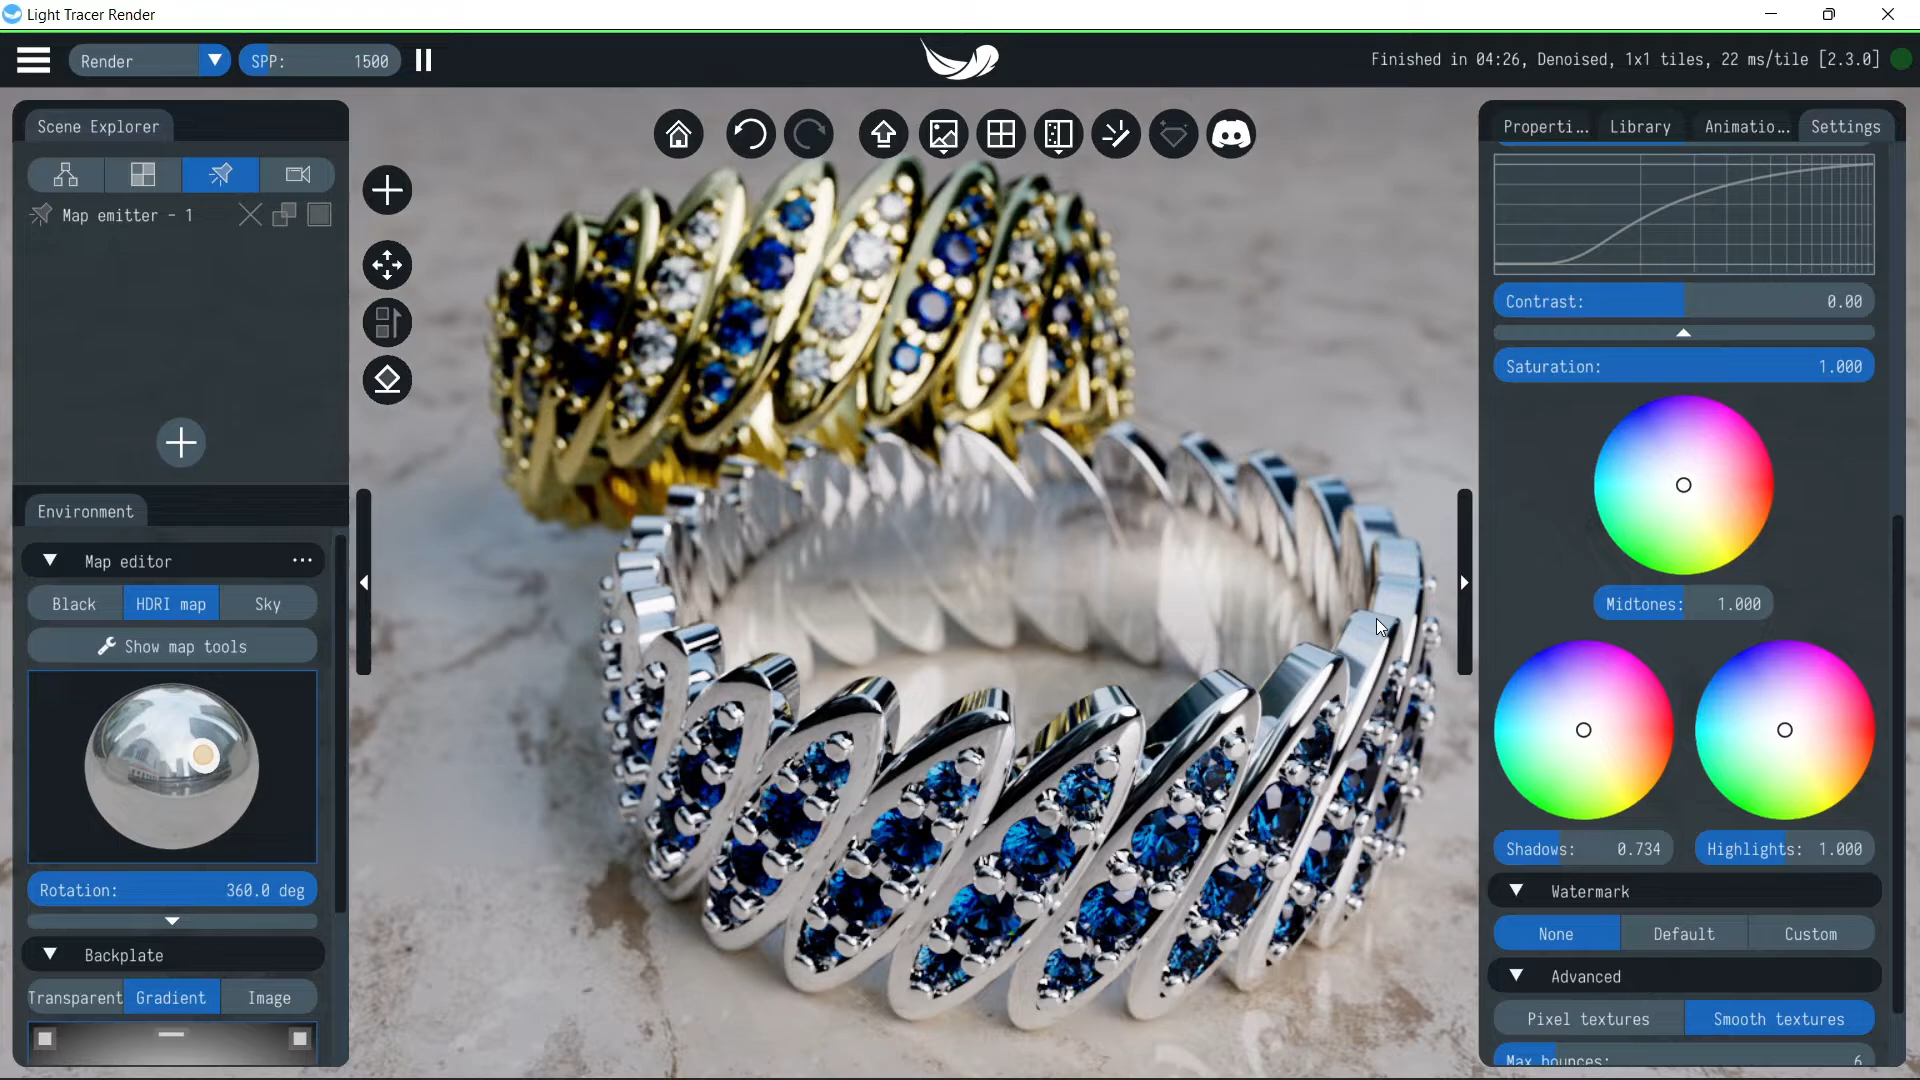 Light Tracer Render
Render
SPP: 1500
Finished in 04:26, Denoised, 1x1 tiles, 22 ms/tile [2.3.0]
Scene Explorer
Map emitter - 1
Environment
Map editor ...
Black HDRI map Sky
Show map tools
Rotation: 360.0 deg
Backplate
Transparent Gradient Image
Properti... Library Animatio... Settings
Contrast: 0.00
Saturation: 1.000
Midtones: 1.000
Shadows: 0.734 Highlights: 1.000
Watermark
None Default Custom
Advanced
Pixel textures Smooth textures
Max bounces: 6